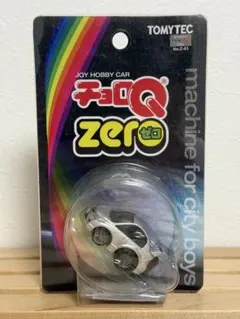 TOMYTEC
JOY HOBBY CAR
チョロQ
zero
ゼロ
machine for city boys